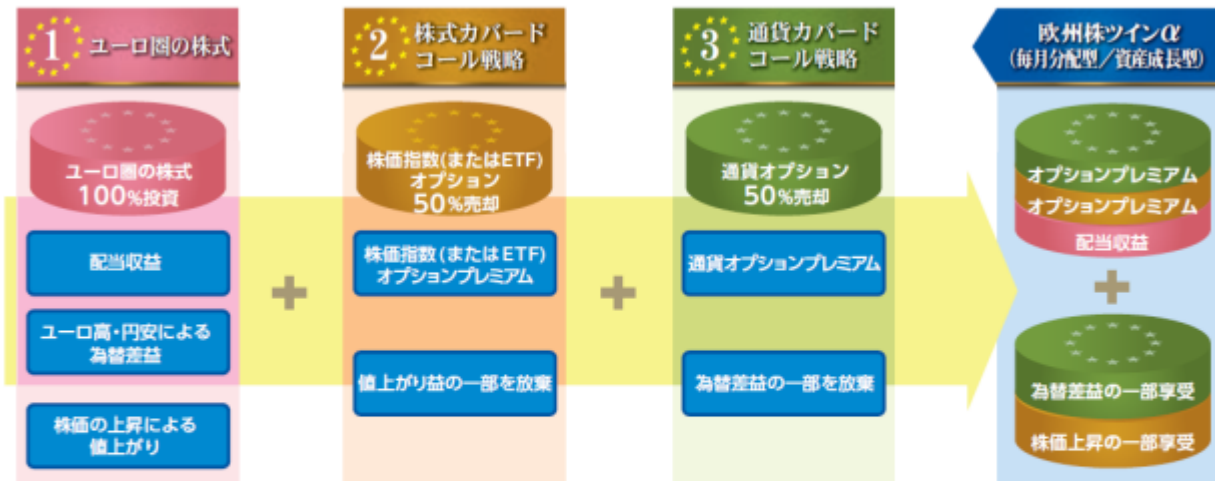 1 ユーロ圏の株式
ユーロ圏の株式
100%投資
配当収益
ユーロ高・円安による
為替差益
株価の上昇による
値上がり
2 株式カバード
コール戦略
株価指数(またはETF)
オプション
50%売却
株価指数(またはETF)
オプションプレミアム
値上がり益の一部を放棄
3 通貨カバード
コール戦略
通貨オプション
50%売却
通貨オプションプレミアム
為替差益の一部を放棄
欧州株ツインα
(毎月分配型/資産成長型)
オプションプレミアム
オプションプレミアム
配当収益
為替差益の一部享受
株価上昇の一部享受